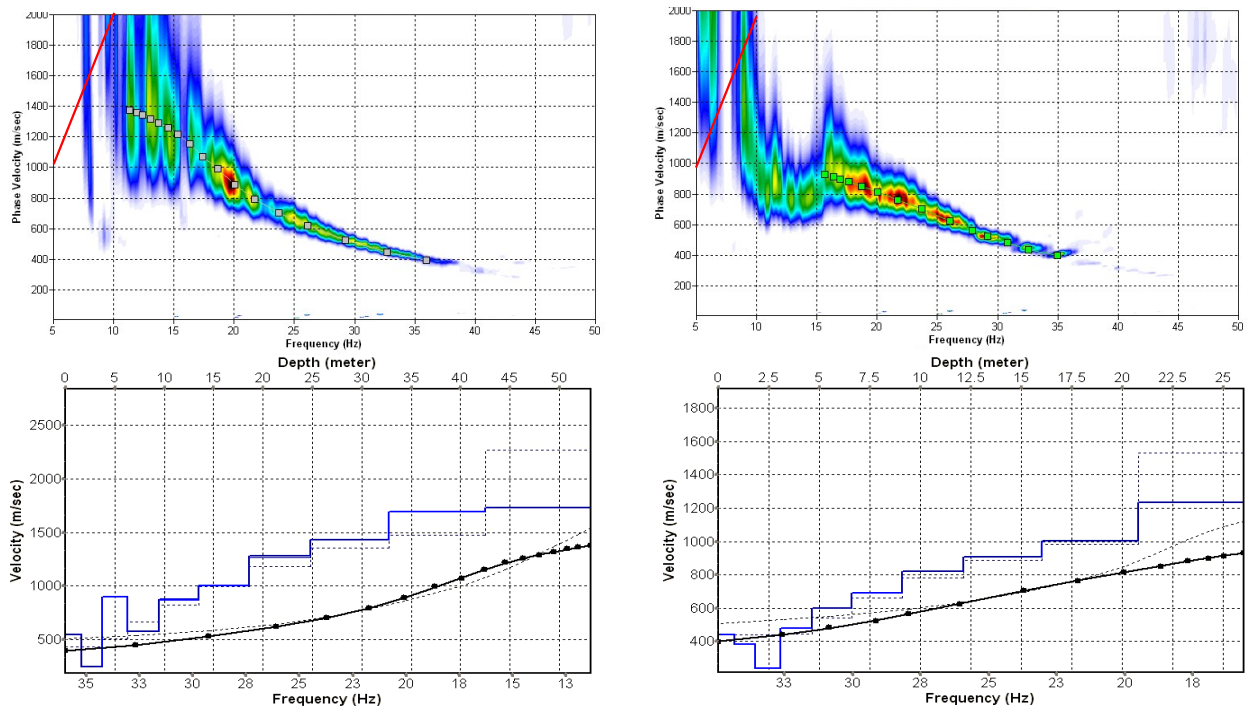 2000
1800
1600
1400
1200
1000
800
600
400
200
Phase Velocity (m/sec)
5 10 15 20 25 30 35 40 45 50
Frequency (Hz)
2000
1800
1600
1400
1200
1000
800
600
400
200
Phase Velocity (m/sec)
5 10 15 20 25 30 35 40 45 50
Frequency (Hz)
Depth (meter)
0 5 10 15 20 25 30 35 40 45 50
2500
2000
1500
1000
500
Velocity (m/sec)
35 33 30 28 25 23 20 18 15 13
Frequency (Hz)
Depth (meter)
0 2.5 5 7.5 10 12.5 15 17.5 20 22.5 25
1800
1600
1400
1200
1000
800
600
400
Velocity (m/sec)
33 30 28 25 23 20 18
Frequency (Hz)